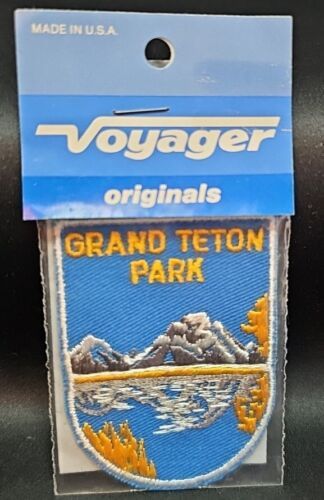 MADE IN U.S.A.
Voyager
originals
GRAND TETON
PARK